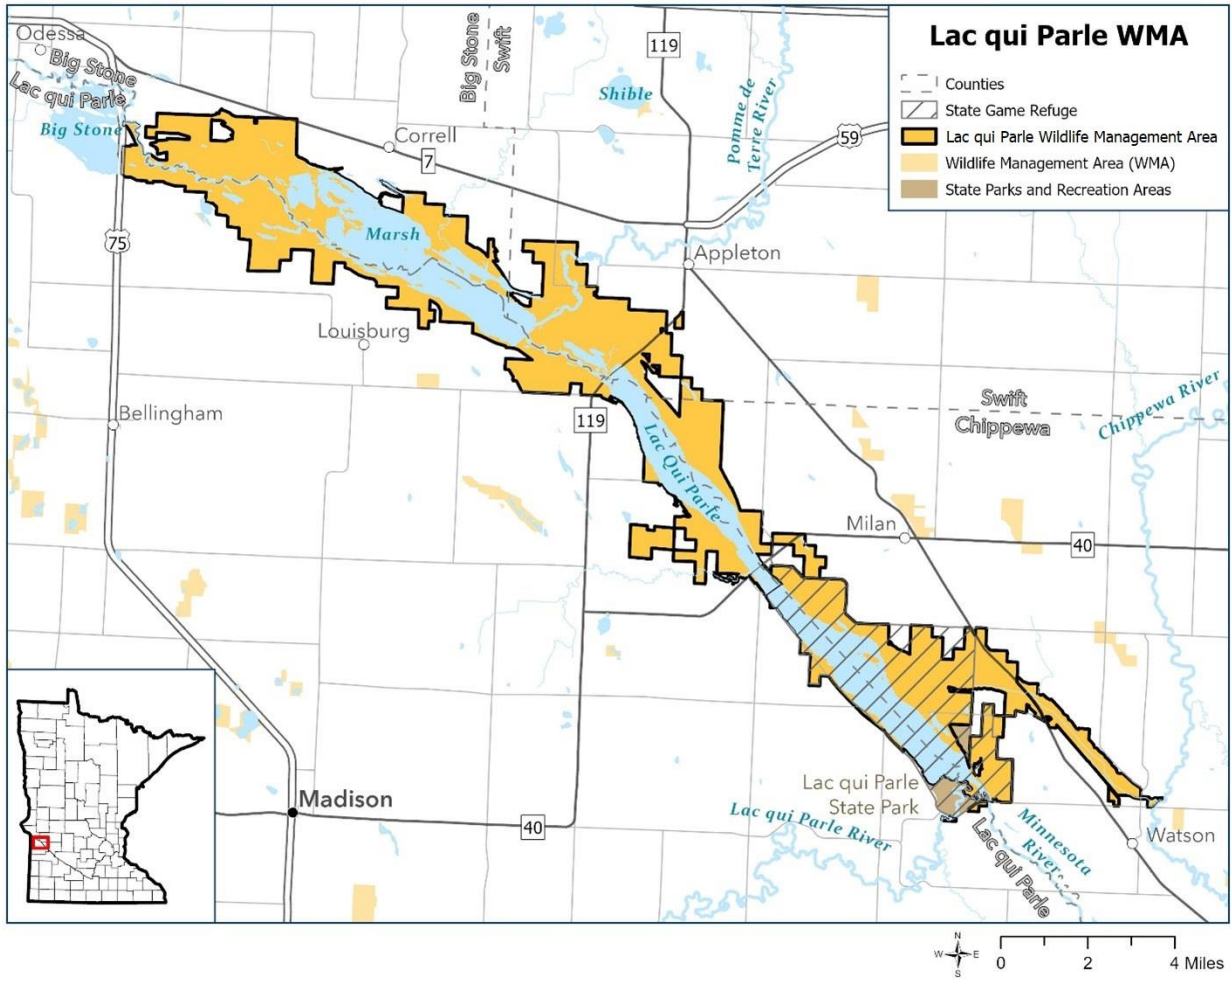 Lac qui Parle WMA
Counties
State Game Refuge
Lac qui Parle Wildlife Management Area
Wildlife Management Area (WMA)
State Parks and Recreation Areas
Odessa
Big Stone
Lac qui Parle
Big Stone
Big Stone
Swift
119
Shible
Pomme de
Terre River
59
Correll
7
75
Marsh
Appleton
Louisburg
Bellingham
119
Swift
Chippewa
Chippewa River
Lac Qui Parle
Milan
40
Madison
40
Lac qui Parle
State Park
Lac qui Parle River
Lac qui Parle
Minnesota
River
Watson
N
W
E
S
0
2
4 Miles